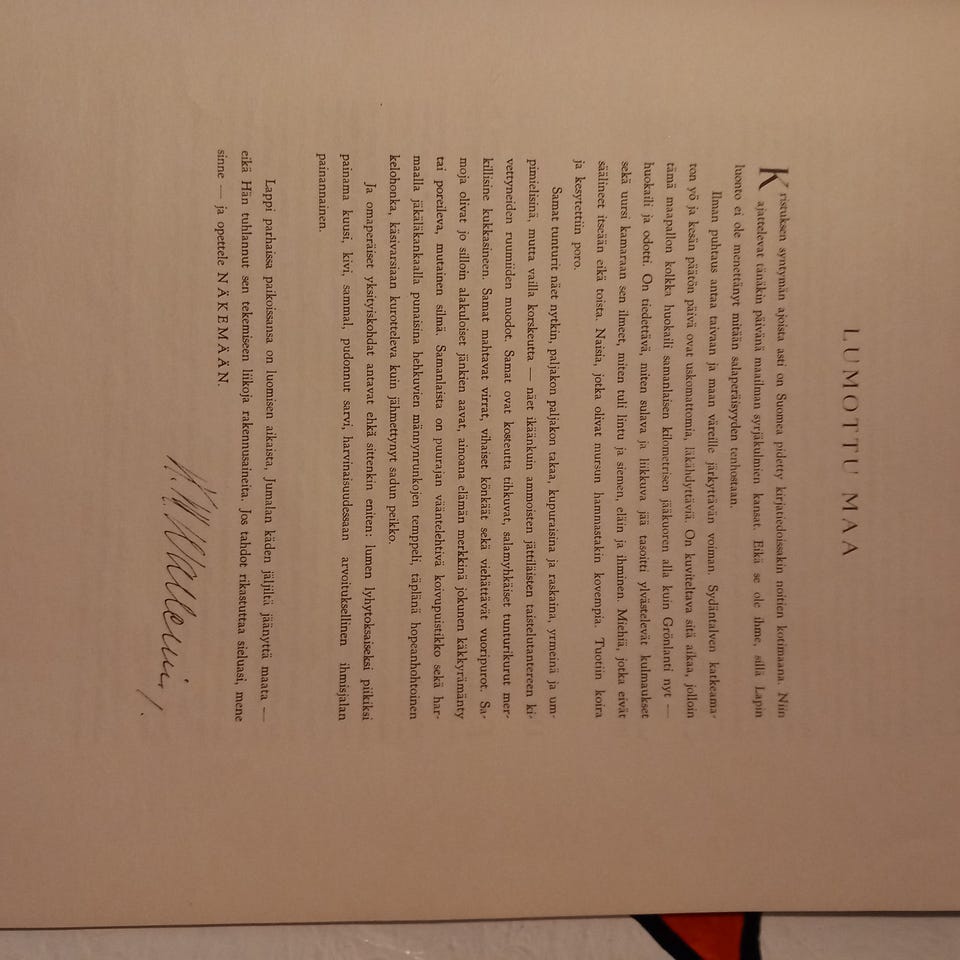 LUMOTTU MAA
Kristuksen syntymän ajoista asti on Suomea pidetty kirjatiedoissakin noitien kotimaana. Niin
ajattelevat tänäkin päivänä maailman syrjäkulmien kansat. Eikä se ole ihme, sillä Lapin
luonto ei ole menettänyt mitään salaperäisyyden tenhostaan.
Ilman puhtaus antaa taivaan ja maan väreille järkyttävän voiman. Sydäntalven katkeama-
ton yö ja kesän päätön päivä ovat uskomattomia, läkähdyttäviä. On kuviteltava sitä aikaa, jolloin
tämä maapallon kolkka huokaili samanlaisen kilometrisen jääkuoren alla kuin Grönlanti nyt —
huokaili ja odotti. On tiedettävä, miten sulava ja liikkuva jää tasoitti ylvästelevät kulmaukset
sekä uursi kamaraan sen ilmeet, miten tuli lintu ja siemen, eläin ja ihminen. Miehiä, jotka eivät
säälineet itseään eikä toista. Naisia, jotka olivat mursun hammastakin kovempia. Tuotiin koira
ja kesytettiin poro.
Samat tunturit näet nytkin, paljakon paljakon takaa, kupuraisina ja raskaina, yrmeinä ja um-
pimielisinä, mutta vailla korskeutta — näet ikäänkuin ammoisten jättiläisten taistelutantereen ki-
vettyneiden ruumiiden muodot. Samat ovat kosteutta tihkuvat, salamyhkäiset tunturikurut mer-
killisine kukkasineen. Samat mahtavat virrat, vihaiset könkäät sekä viehättävät vuoripurot. Sa-
moja olivat jo silloin alakuloiset jänkien aavat, ainoana elämän merkkinä jokunen käkkyrämänty
tai poreileva, mutainen silmä. Samanlaista on puurajan vääntelehtivä koivupuistikko sekä har-
maalla jäkäläkankaalla punaisina hehkuvien männynrunkojen temppeli, täplänä hopeanhohtoinen
kelohonka, käsivarsiaan kurotteleva kuin jähmettynyt sadun peikko.
Ja omaperäiset yksityiskohdat antavat ehkä sittenkin eniten: lumen lyhytoksaiseksi piikiksi
painama kuusi, kivi, sammal, pudonnut sarvi, harvinaisuudessaan arvoituksellinen ihmisjalan
painannainen.
Lappi parhaissa paikoissansa on luomisen aikaista, Jumalan käden jäljiltä jäänyttä maata —
eikä Hän tuhlannut sen tekemiseen liikoja rakennusaineita. Jos tahdot rikastuttaa sieluasi, mene
sinne — ja opettele NÄKEMÄÄN.